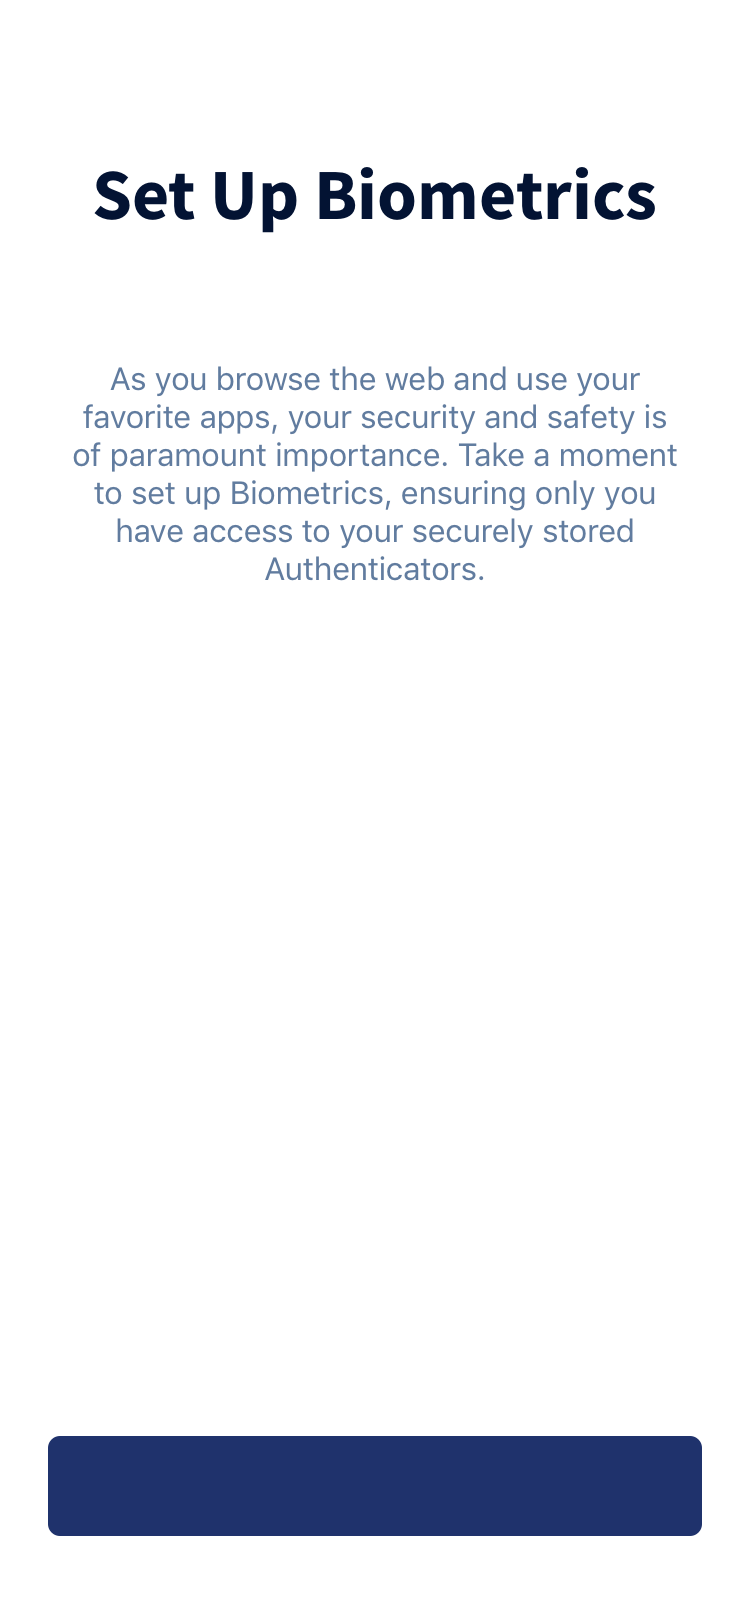 Set Up Biometrics
As you browse the web and use your
favorite apps, your security and safety is
of paramount importance. Take a moment
to set up Biometrics, ensuring only you
have access to your securely stored
Authenticators.